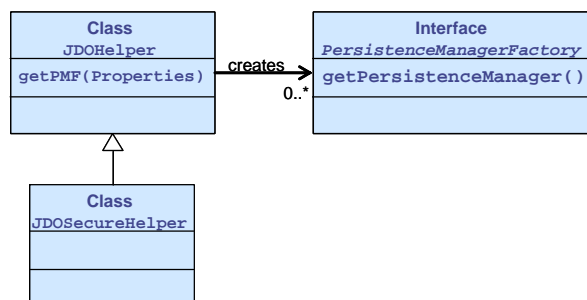 Class
JDOHelper
getPMF(Properties)
creates
0..*
Interface
PersistenceManagerFactory
getPersistenceManager()
Class
JDOSecureHelper